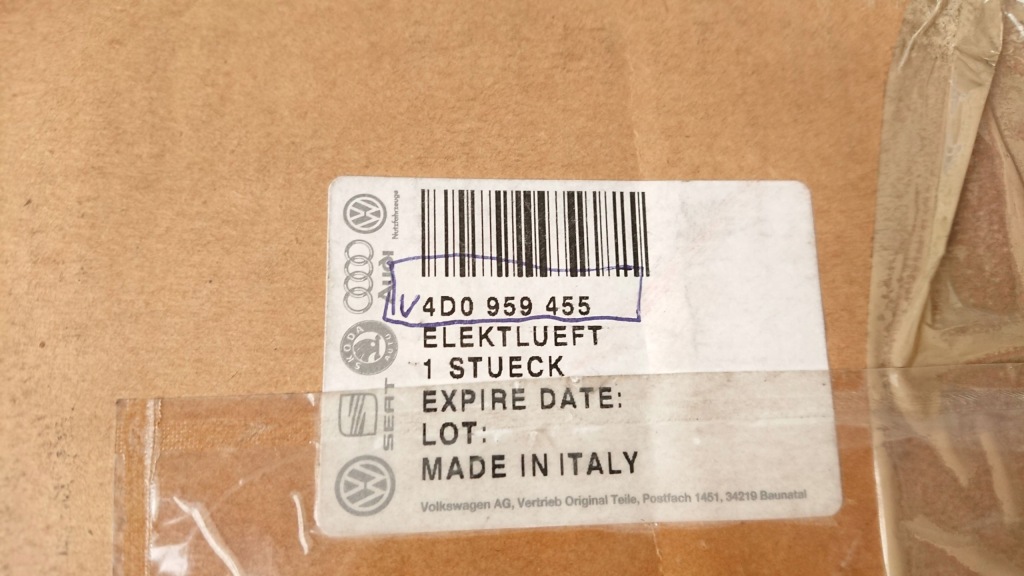 Nutzfahrzeuge
Audi
ŠKODA AUTO
SEAT
V 4D0 959 455
ELEKTLUEFT
1 STUECK
EXPIRE DATE:
LOT:
MADE IN ITALY
Volkswagen AG, Vertrieb Original Teile, Postfach 1451, 34219 Baunatal